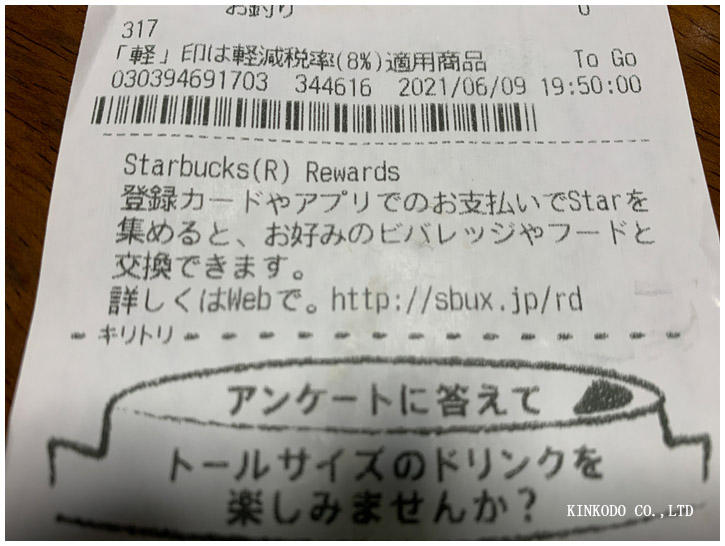 お釣り 0
317
「軽」印は軽減税率(8%)適用商品 To Go
030394691703 344616 2021/06/09 19:50:00
Starbucks(R) Rewards
登録カードやアプリでのお支払いでStarを
集めると、お好みのビバレッジやフードと
交換できます。
詳しくはWebで。http://sbux.jp/rd
キリトリ
アンケートに答えて
トールサイズのドリンクを
楽しみませんか?
KINKODO CO.,LTD